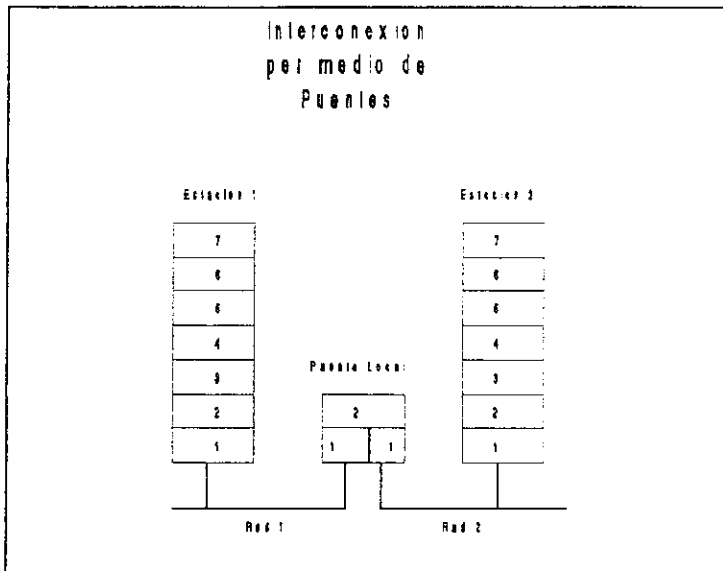 Interconexion
per medio de
Puentes
Estacion 1
Estacion 2
7
7
6
6
5
5
4
4
Puente Local
3
3
2
2
2
1
1
1
1
Red 1
Red 2